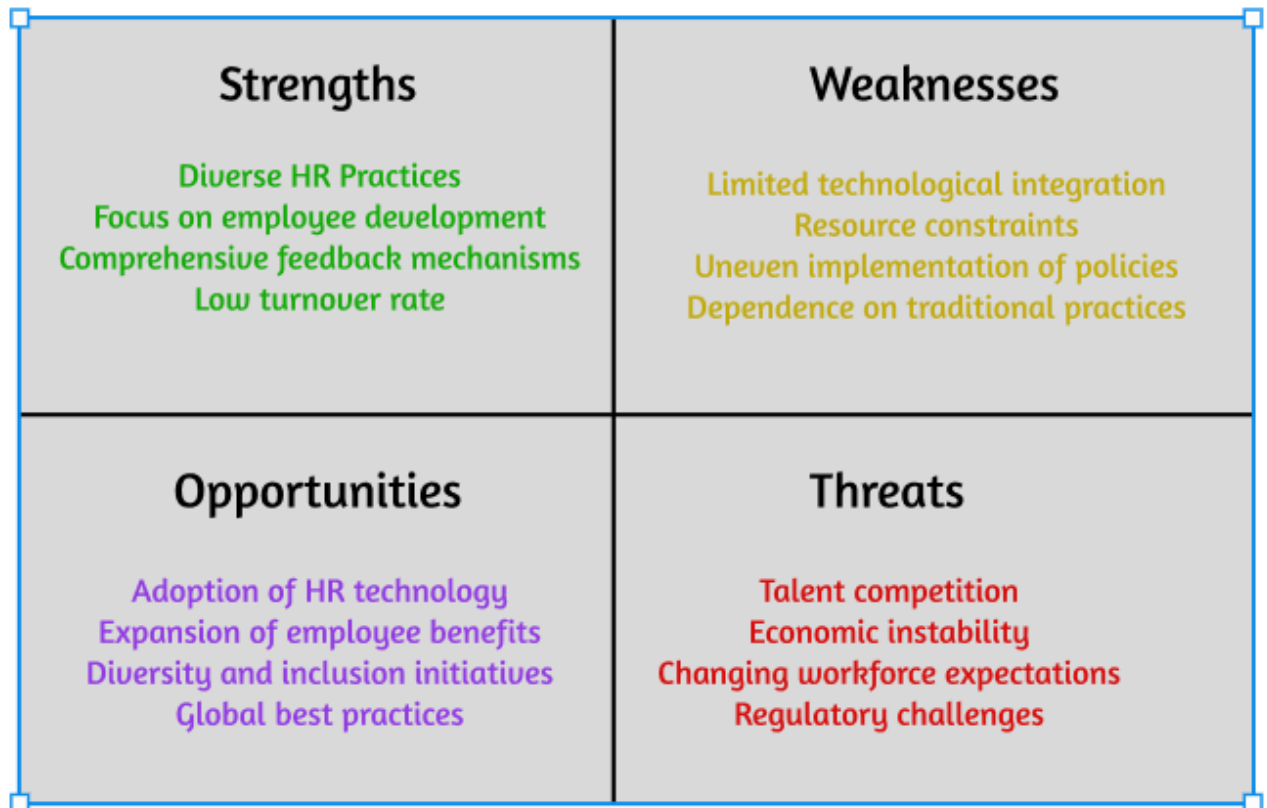 Strengths
Diverse HR Practices
Focus on employee development
Comprehensive feedback mechanisms
Low turnover rate
Weaknesses
Limited technological integration
Resource constraints
Uneven implementation of policies
Dependence on traditional practices
Opportunities
Adoption of HR technology
Expansion of employee benefits
Diversity and inclusion initiatives
Global best practices
Threats
Talent competition
Economic instability
Changing workforce expectations
Regulatory challenges